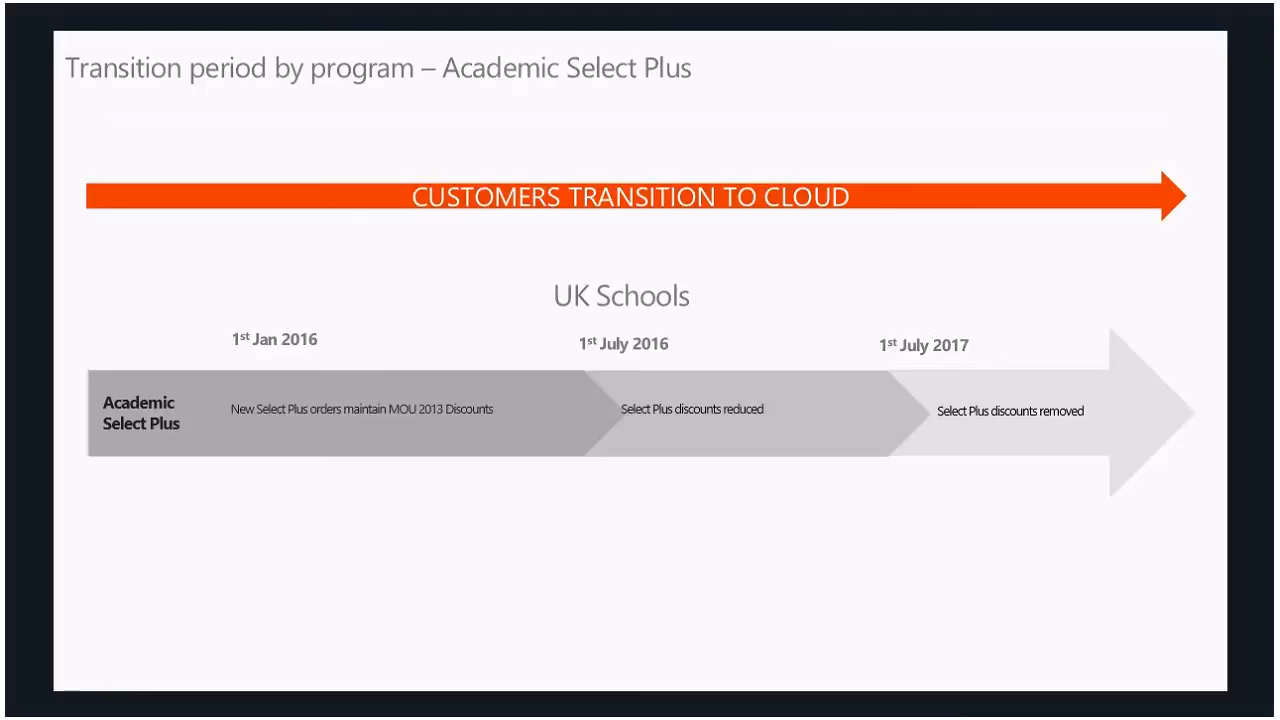 Transition period by program – Academic Select Plus
CUSTOMERS TRANSITION TO CLOUD
UK Schools
1st Jan 2016
1st July 2016
1st July 2017
Academic
Select Plus
New Select Plus orders maintain MOU 2013 Discounts
Select Plus discounts reduced
Select Plus discounts removed